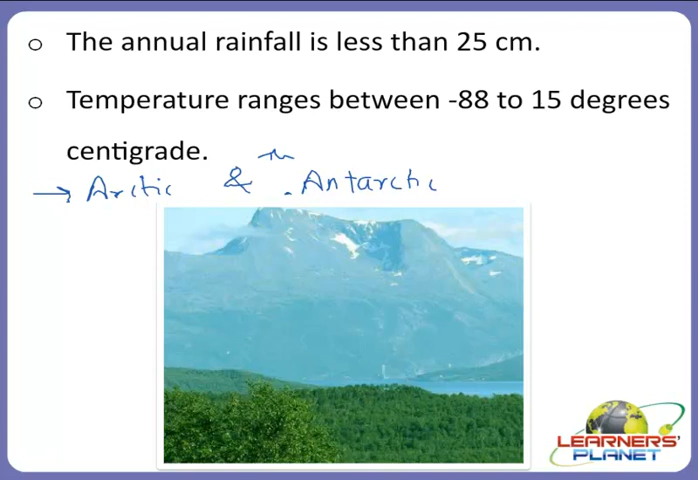 o The annual rainfall is less than 25 cm.
o Temperature ranges between -88 to 15 degrees
centigrade.
→ Arctic & Antarctic
LEARNERS'
PLANET